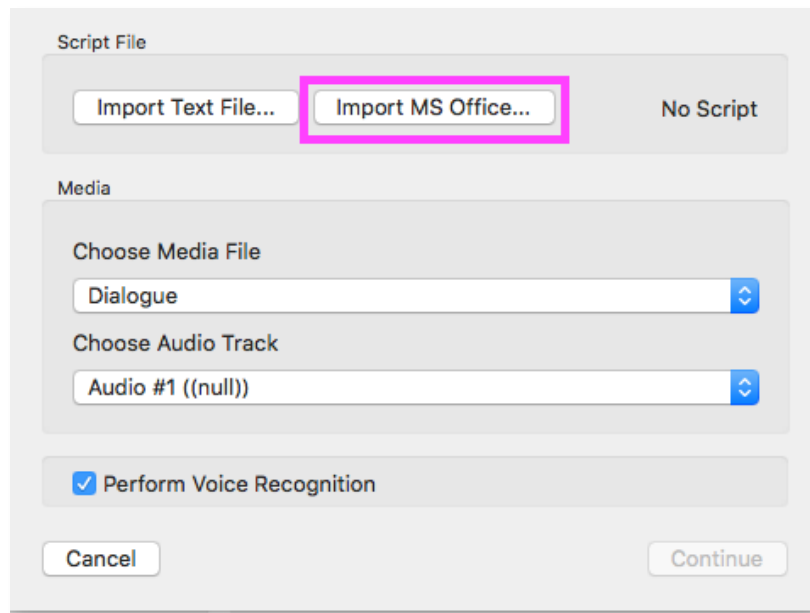 Script File
Import Text File... Import MS Office... No Script
Media
Choose Media File
Dialogue
Choose Audio Track
Audio #1 ((null))
Perform Voice Recognition
Cancel Continue